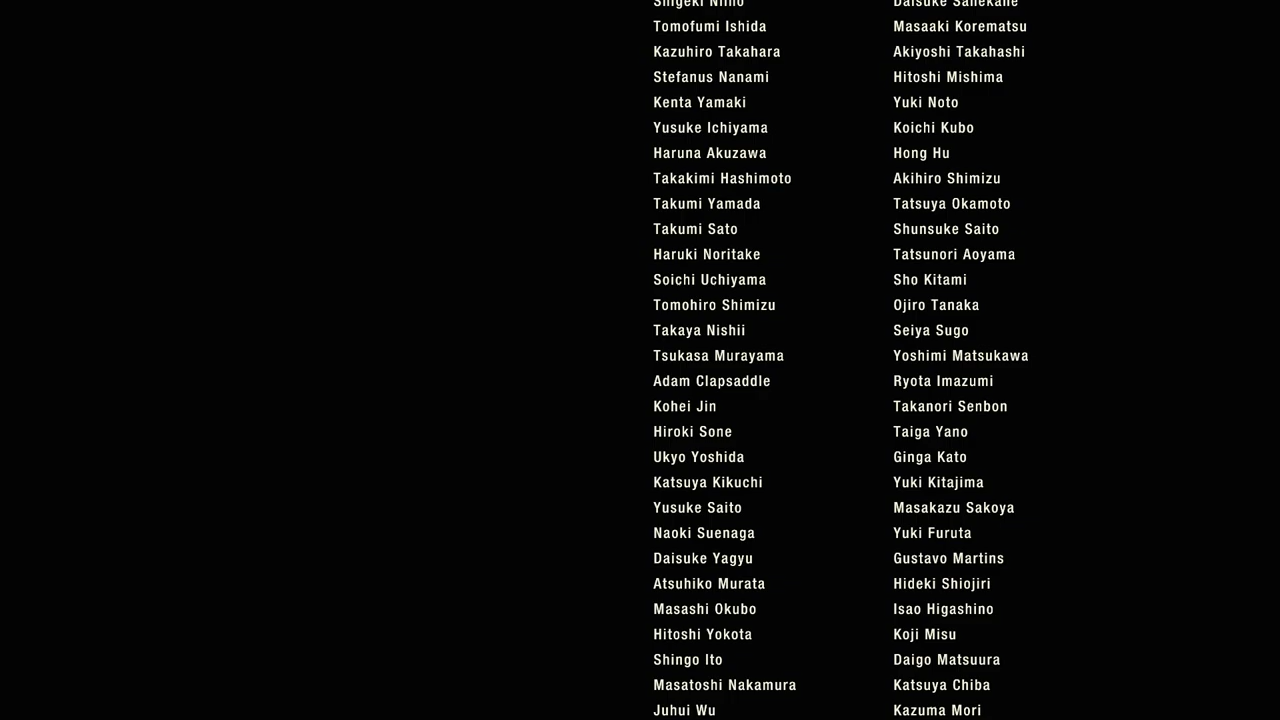 Shigeki Niino Daisuke Sanekane
Tomofumi Ishida Masaaki Korematsu
Kazuhiro Takahara Akiyoshi Takahashi
Stefanus Nanami Hitoshi Mishima
Kenta Yamaki Yuki Noto
Yusuke Ichiyama Koichi Kubo
Haruna Akuzawa Hong Hu
Takakimi Hashimoto Akihiro Shimizu
Takumi Yamada Tatsuya Okamoto
Takumi Sato Shunsuke Saito
Haruki Noritake Tatsunori Aoyama
Soichi Uchiyama Sho Kitami
Tomohiro Shimizu Ojiro Tanaka
Takaya Nishii Seiya Sugo
Tsukasa Murayama Yoshimi Matsukawa
Adam Clapsaddle Ryota Imazumi
Kohei Jin Takanori Senbon
Hiroki Sone Taiga Yano
Ukyo Yoshida Ginga Kato
Katsuya Kikuchi Yuki Kitajima
Yusuke Saito Masakazu Sakoya
Naoki Suenaga Yuki Furuta
Daisuke Yagyu Gustavo Martins
Atsuhiko Murata Hideki Shiojiri
Masashi Okubo Isao Higashino
Hitoshi Yokota Koji Misu
Shingo Ito Daigo Matsuura
Masatoshi Nakamura Katsuya Chiba
Juhui Wu Kazuma Mori